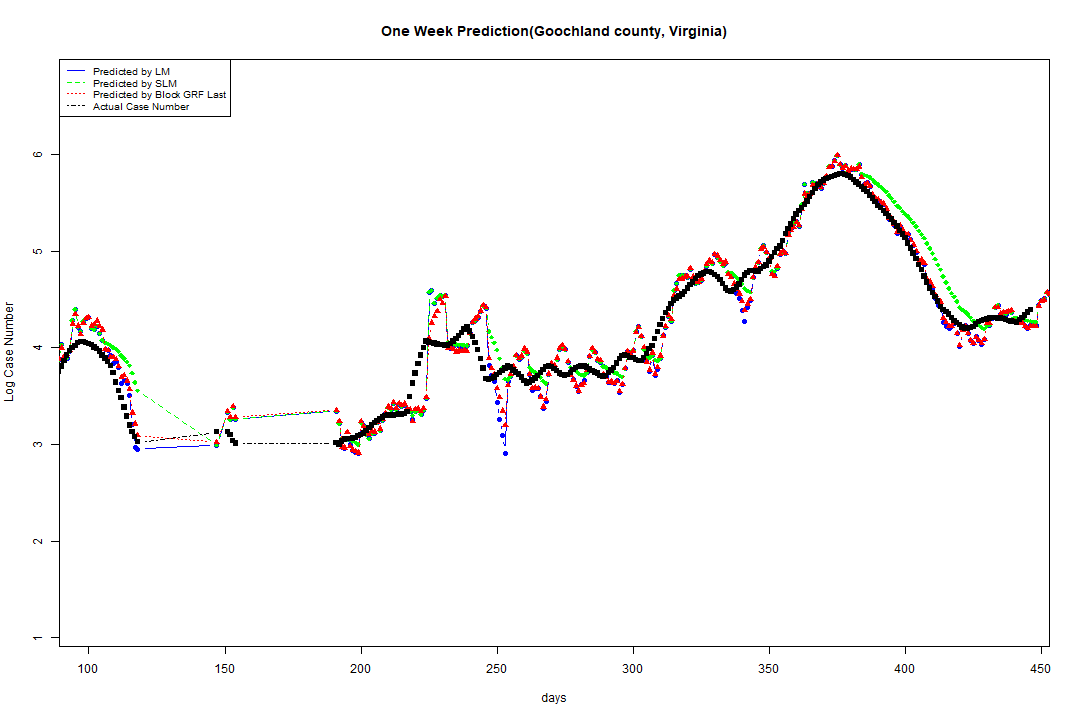 One Week Prediction(Goochland county, Virginia)
Predicted by LM
Predicted by SLM
Predicted by Block GRF Last
Actual Case Number
6
5
4
3
2
1
Log Case Number
100 150 200 250 300 350 400 450
days